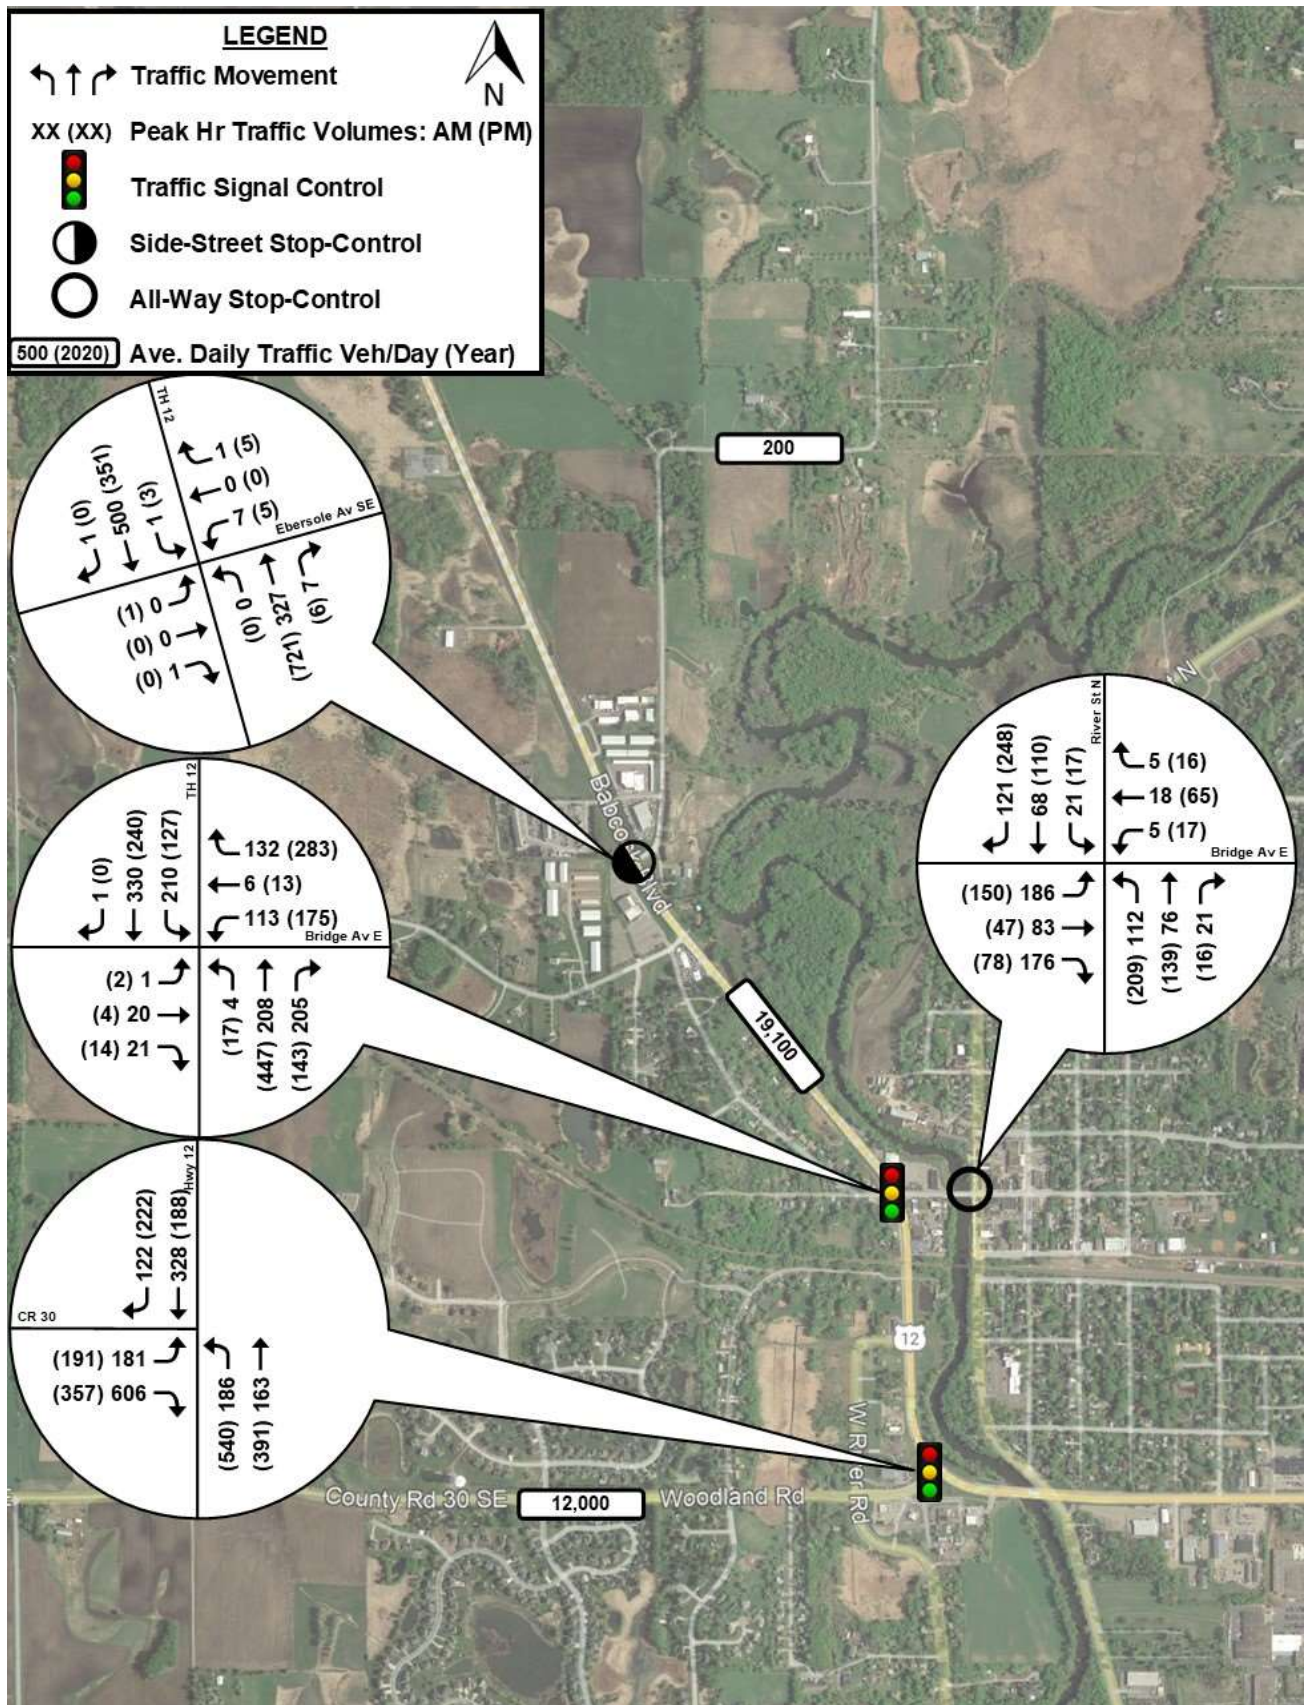 LEGEND
Traffic Movement
N
XX (XX) Peak Hr Traffic Volumes: AM (PM)
Traffic Signal Control
Side-Street Stop-Control
All-Way Stop-Control
500 (2020) Ave. Daily Traffic Veh/Day (Year)
TH 12
1 (0)
500 (351)
1 (3)
1 (5)
0 (0)
7 (5)
Ebersole Av SE
(1) 0
(0) 0
(0) 1
(0) 0
(721) 327
(6) 7
200
TH 12
1 (0)
330 (240)
210 (127)
132 (283)
6 (13)
113 (175)
Bridge Av E
(2) 1
(4) 20
(14) 21
(17) 4
(447) 208
(143) 205
N
River St N
121 (248)
68 (110)
21 (17)
5 (16)
18 (65)
5 (17)
Bridge Av E
(150) 186
(47) 83
(78) 176
(209) 112
(139) 76
(16) 21
19,100
Hwy 12
122 (222)
328 (188)
CR 30
(191) 181
(357) 606
(540) 186
(391) 163
12
W River Rd
County Rd 30 SE
12,000
Woodland Rd